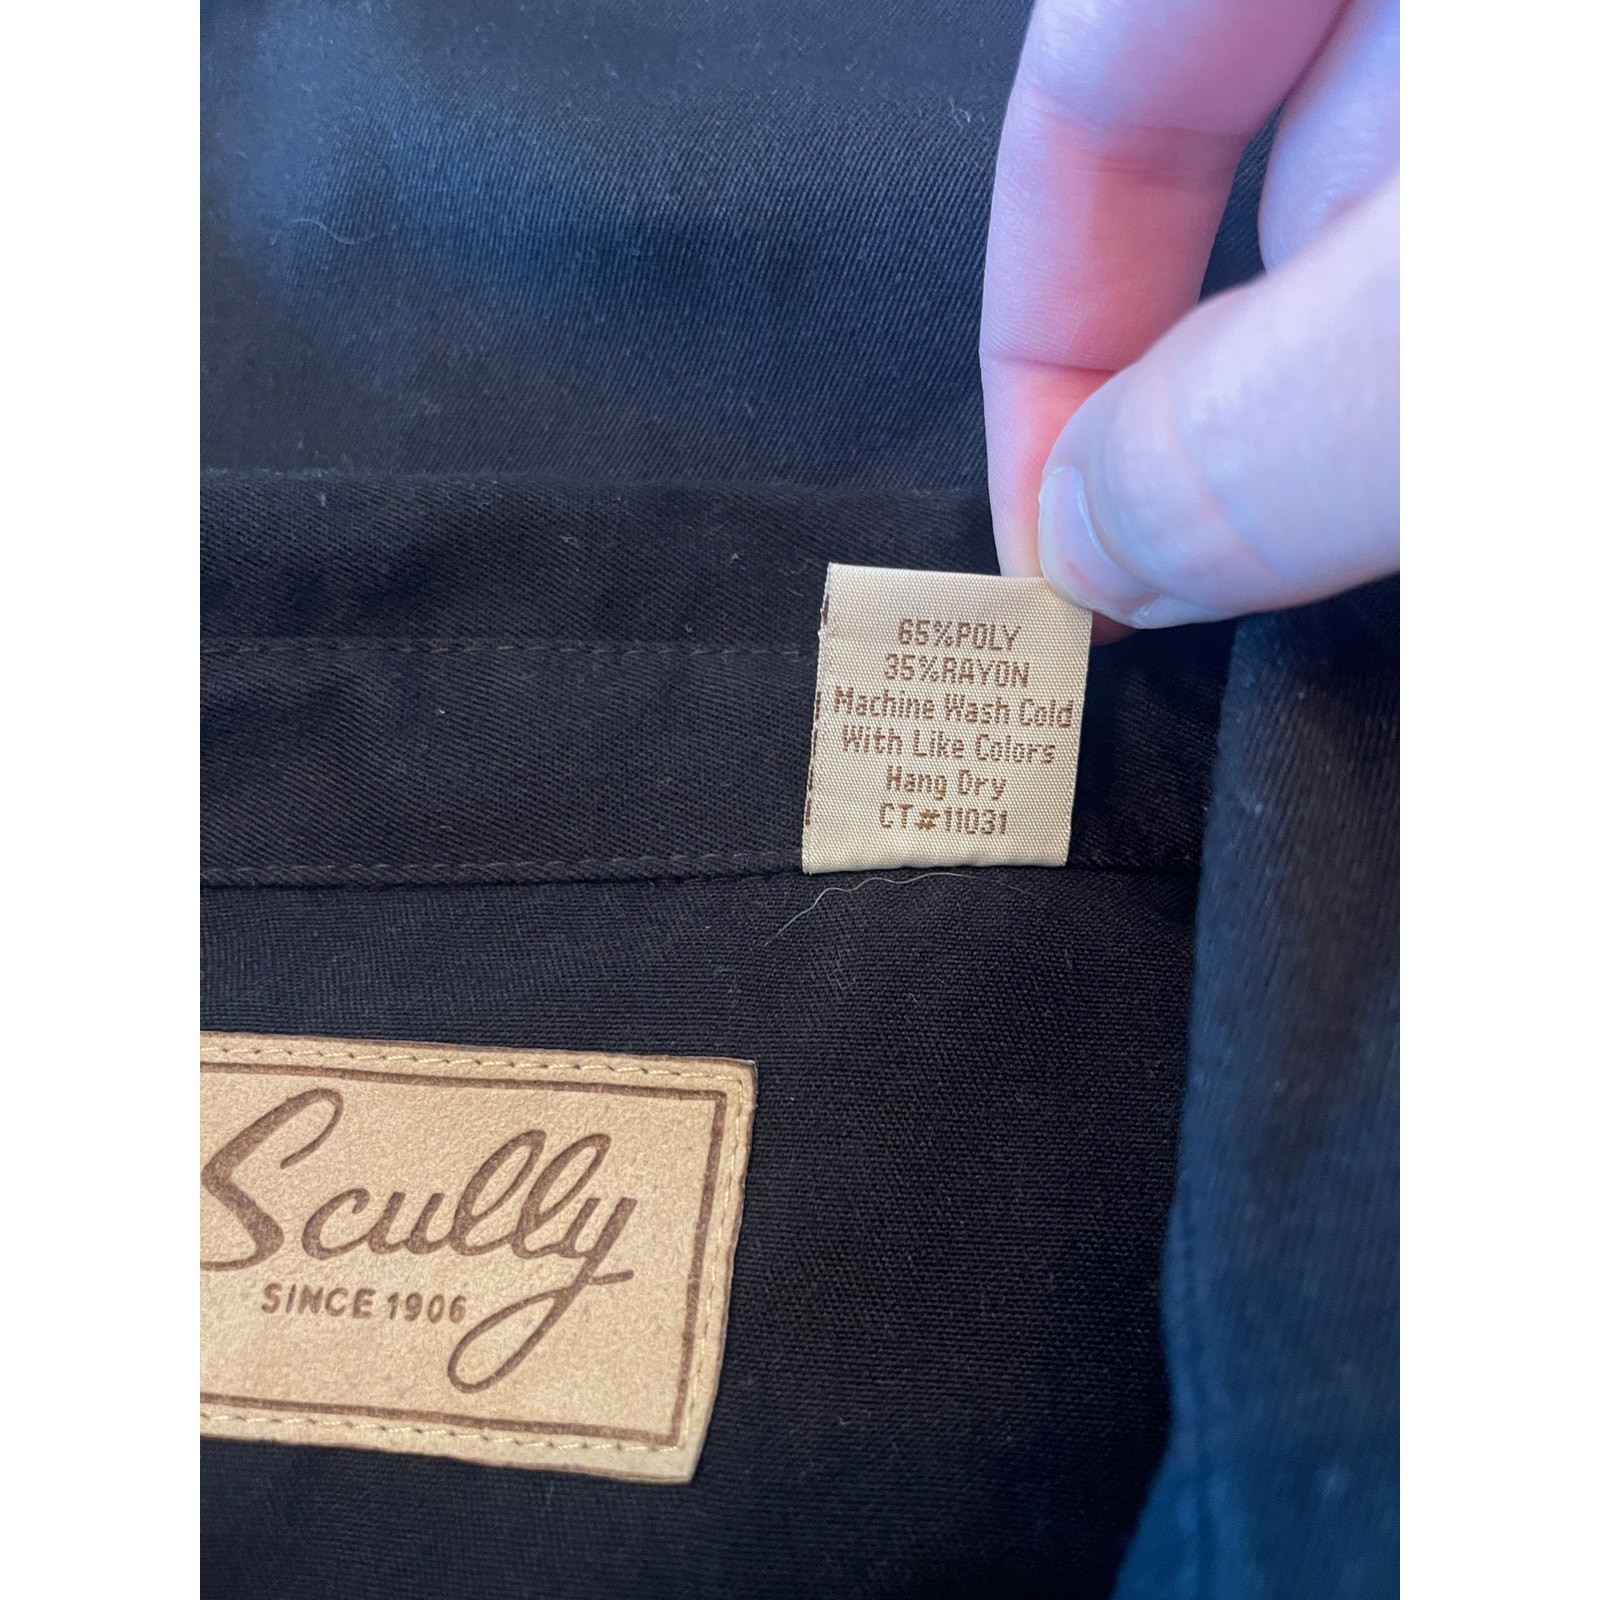 65%POLY
35%RAYON
Machine Wash Cold
With Like Colors
Hang Dry
CT#11031
Scully
SINCE 1906